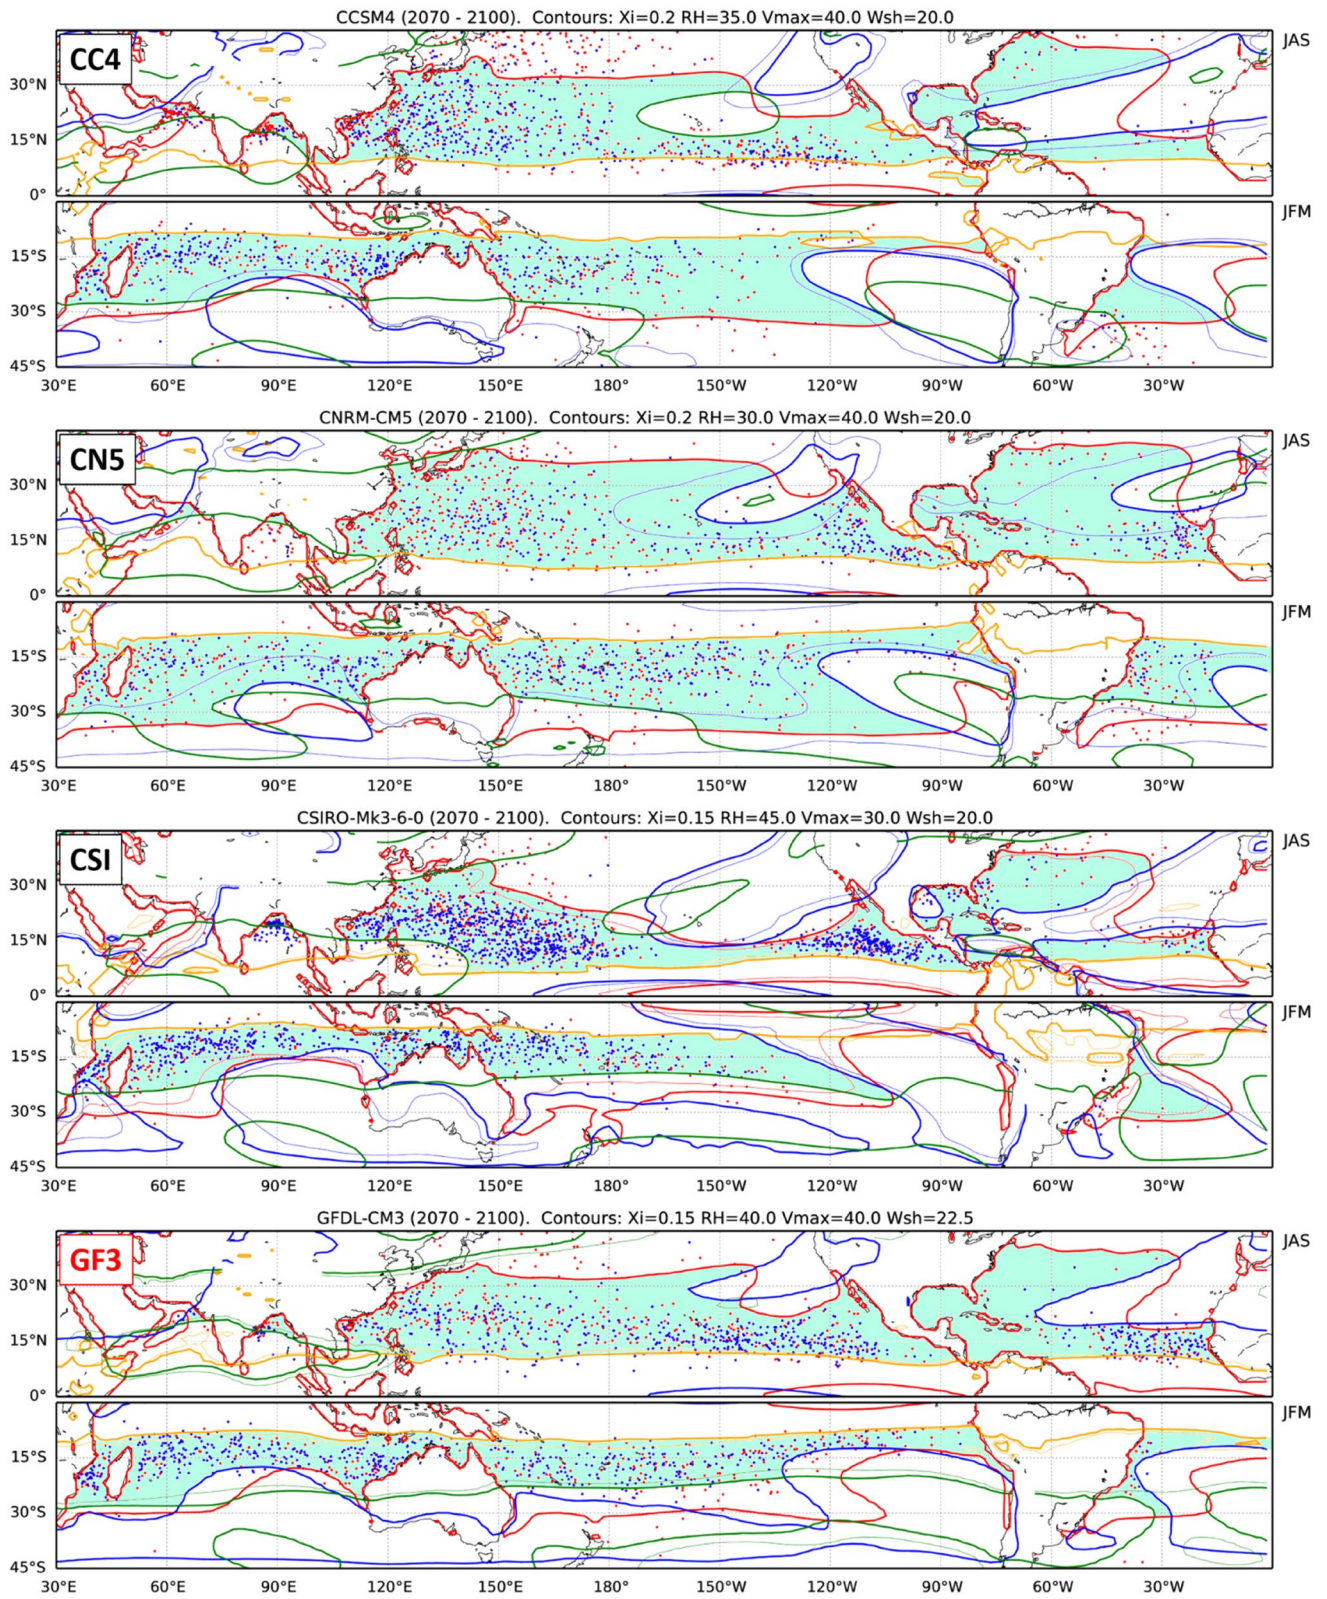 CCSM4 (2070 - 2100).  Contours: Xi=0.2 RH=35.0 Vmax=40.0 Wsh=20.0
CC4
JAS
30°N
15°N
0°
JFM
15°S
30°S
45°S
30°E 60°E 90°E 120°E 150°E 180° 150°W 120°W 90°W 60°W 30°W
CNRM-CM5 (2070 - 2100).  Contours: Xi=0.2 RH=30.0 Vmax=40.0 Wsh=20.0
CN5
JAS
30°N
15°N
0°
JFM
15°S
30°S
45°S
30°E 60°E 90°E 120°E 150°E 180° 150°W 120°W 90°W 60°W 30°W
CSIRO-Mk3-6-0 (2070 - 2100).  Contours: Xi=0.15 RH=45.0 Vmax=30.0 Wsh=20.0
CSI
JAS
30°N
15°N
0°
JFM
15°S
30°S
45°S
30°E 60°E 90°E 120°E 150°E 180° 150°W 120°W 90°W 60°W 30°W
GFDL-CM3 (2070 - 2100).  Contours: Xi=0.15 RH=40.0 Vmax=40.0 Wsh=22.5
GF3
JAS
30°N
15°N
0°
JFM
15°S
30°S
45°S
30°E 60°E 90°E 120°E 150°E 180° 150°W 120°W 90°W 60°W 30°W